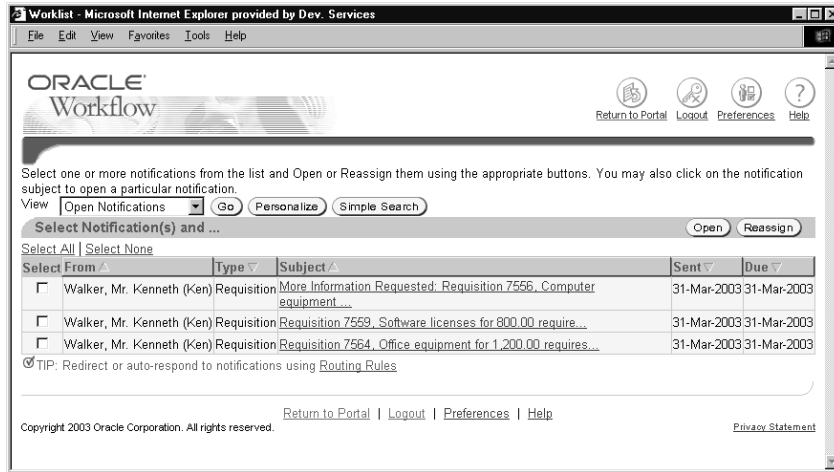 Worklist - Microsoft Internet Explorer provided by Dev. Services
File Edit View Favorites Tools Help
ORACLE®
Workflow
Return to Portal Logout Preferences Help
Select one or more notifications from the list and Open or Reassign them using the appropriate buttons. You may also click on the notification
subject to open a particular notification.
View Open Notifications Go Personalize Simple Search
Select Notification(s) and ... Open Reassign
Select All | Select None
Select From Type Subject Sent Due
Walker, Mr. Kenneth (Ken) Requisition More Information Requested: Requisition 7556, Computer 31-Mar-2003 31-Mar-2003
equipment ...
Walker, Mr. Kenneth (Ken) Requisition Requisition 7559, Software licenses for 800.00 require... 31-Mar-2003 31-Mar-2003
Walker, Mr. Kenneth (Ken) Requisition Requisition 7564, Office equipment for 1,200.00 requires... 31-Mar-2003 31-Mar-2003
TIP: Redirect or auto-respond to notifications using Routing Rules
Return to Portal | Logout | Preferences | Help
Copyright 2003 Oracle Corporation. All rights reserved. Privacy Statement